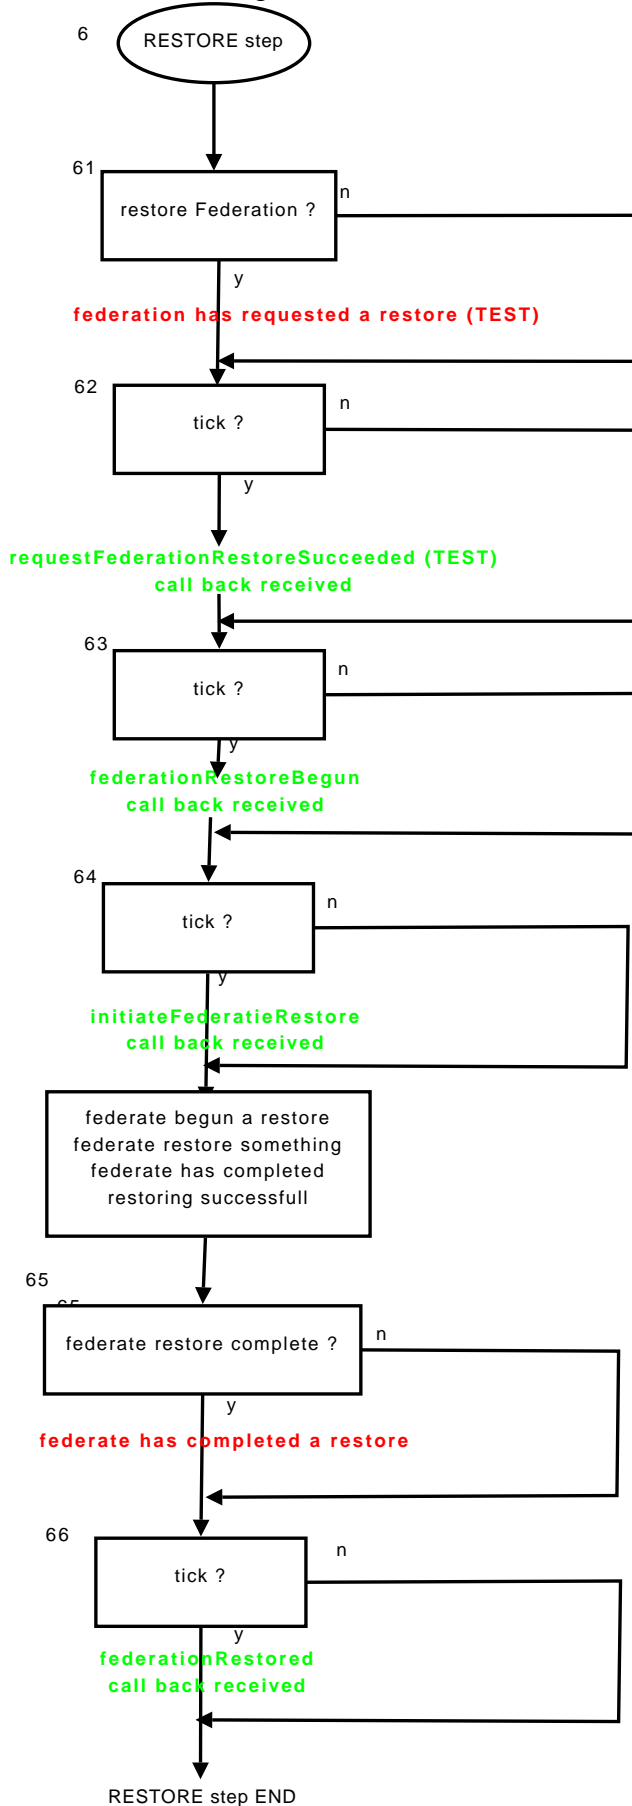 6
RESTORE step
61
restore Federation ?
n
y
federation has requested a restore (TEST)
62
tick ?
n
y
requestFederationRestoreSucceeded (TEST)
call back received
63
tick ?
n
y
federationRestoreBegun
call back received
64
tick ?
n
y
initiateFederatieRestore
call back received
federate begun a restore
federate restore something
federate has completed
restoring successfull
65
65
federate restore complete ?
n
y
federate has completed a restore
66
tick ?
n
y
federationRestored
call back received
RESTORE step END